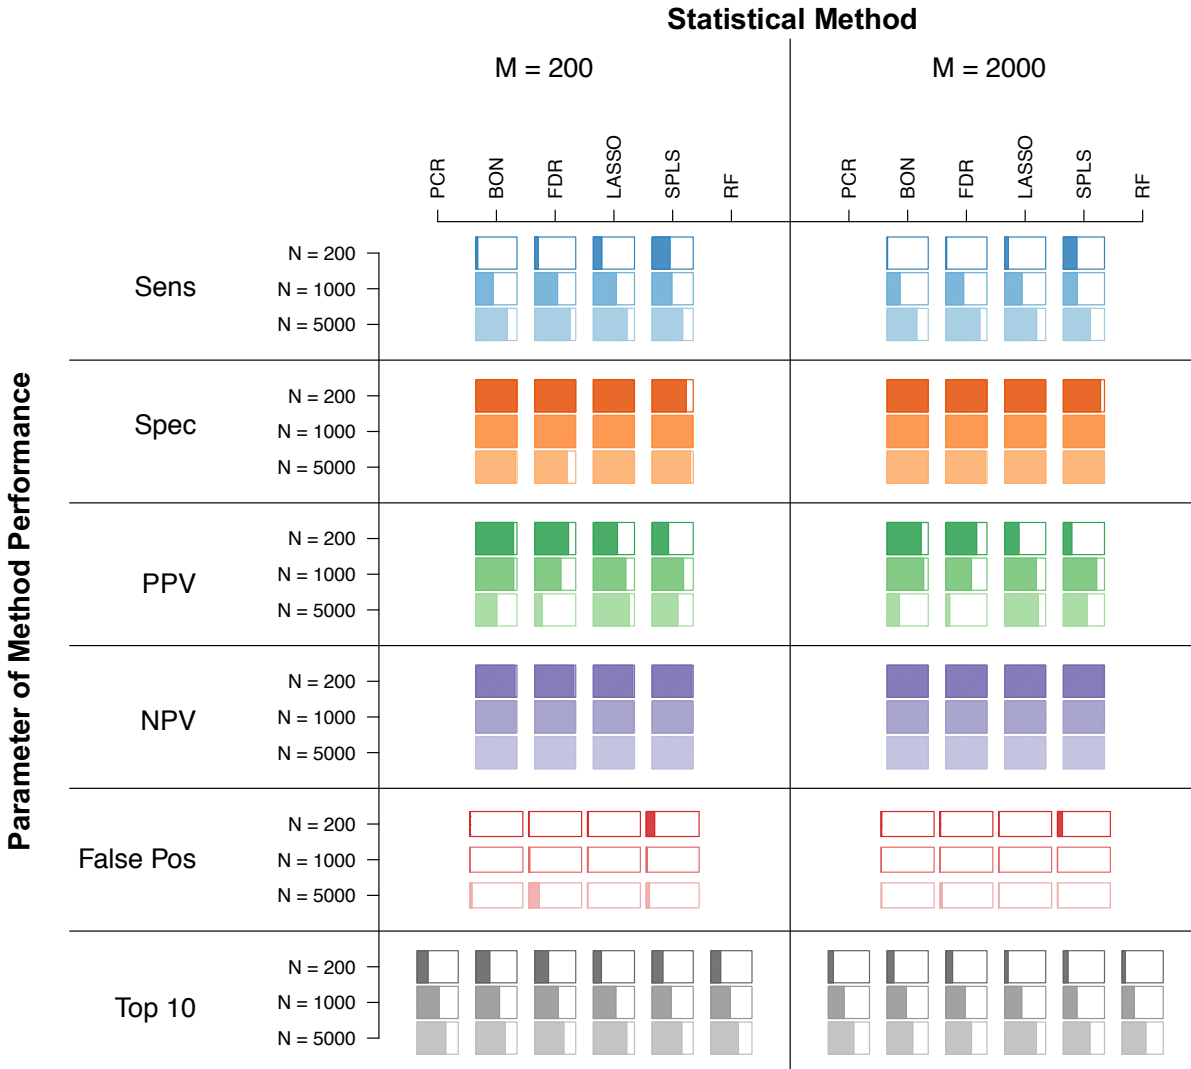 Statistical Method
M = 200
M = 2000
PCR
BON
FDR
LASSO
SPLS
RF
PCR
BON
FDR
LASSO
SPLS
RF
Parameter of Method Performance
Sens
N = 200
N = 1000
N = 5000
Spec
N = 200
N = 1000
N = 5000
PPV
N = 200
N = 1000
N = 5000
NPV
N = 200
N = 1000
N = 5000
False Pos
N = 200
N = 1000
N = 5000
Top 10
N = 200
N = 1000
N = 5000